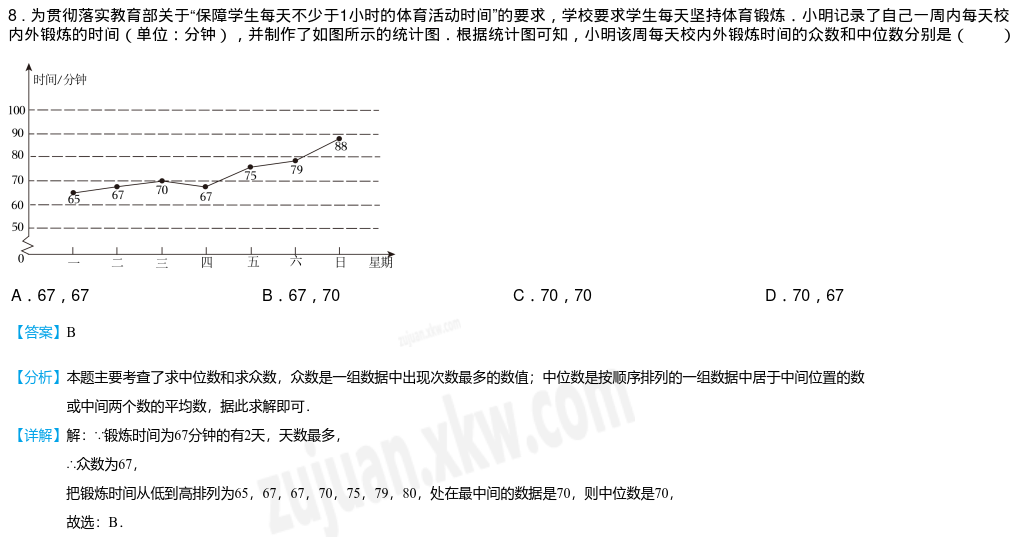 8．为贯彻落实教育部关于“保障学生每天不少于1小时的体育活动时间”的要求，学校要求学生每天坚持体育锻炼．小明记录了自己一周内每天校
内外锻炼的时间（单位：分钟），并制作了如图所示的统计图．根据统计图可知，小明该周每天校内外锻炼时间的众数和中位数分别是（　　）
时间/分钟
100
90
80
70
60
50
0
65 67 70 67 75 79 88
一 二 三 四 五 六 日 星期
A．67，67 B．67，70 C．70，70 D．70，67
【答案】B
【分析】本题主要考查了求中位数和求众数，众数是一组数据中出现次数最多的数值；中位数是按顺序排列的一组数据中居于中间位置的数
或中间两个数的平均数，据此求解即可．
【详解】解：∵锻炼时间为67分钟的有2天，天数最多，
∴众数为67，
把锻炼时间从低到高排列为65，67，67，70，75，79，80，处在最中间的数据是70，则中位数是70，
故选：B．
zujuan.xkw.com
zujuan.xkw.com